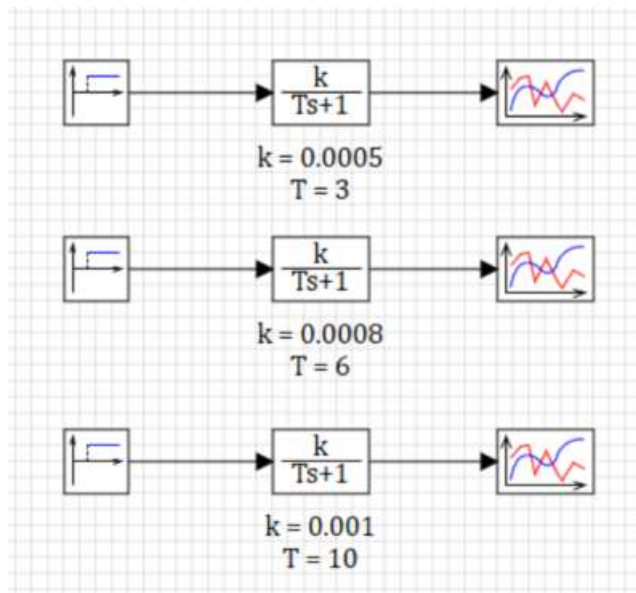 k
Ts+1
k = 0.0005
T = 3
k
Ts+1
k = 0.0008
T = 6
k
Ts+1
k = 0.001
T = 10